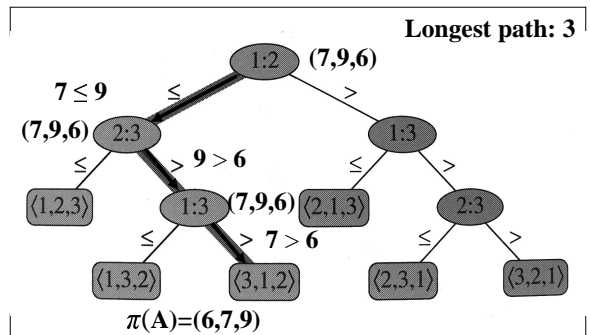 Longest path: 3
1:2 (7,9,6)
7 ≤ 9 ≤ >
(7,9,6) 2:3 1:3
≤ > 9 > 6 ≤ >
⟨1,2,3⟩ 1:3 (7,9,6) ⟨2,1,3⟩ 2:3
≤ > 7 > 6 ≤ >
⟨1,3,2⟩ ⟨3,1,2⟩ ⟨2,3,1⟩ ⟨3,2,1⟩
π(A)=(6,7,9)